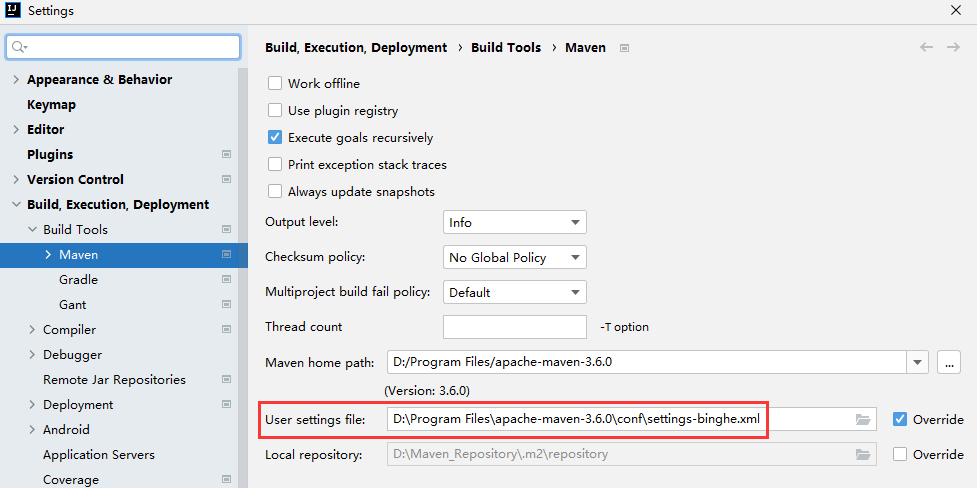 Settings
Build, Execution, Deployment › Build Tools › Maven
Appearance & Behavior
Keymap
Editor
Plugins
Version Control
Build, Execution, Deployment
Build Tools
Maven
Gradle
Gant
Compiler
Debugger
Remote Jar Repositories
Deployment
Android
Application Servers
Coverage
Work offline
Use plugin registry
Execute goals recursively
Print exception stack traces
Always update snapshots
Output level: Info
Checksum policy: No Global Policy
Multiproject build fail policy: Default
Thread count -T option
Maven home path: D:/Program Files/apache-maven-3.6.0 ...
(Version: 3.6.0)
User settings file: D:\Program Files\apache-maven-3.6.0\conf\settings-binghe.xml Override
Local repository: D:\Maven_Repository\.m2\repository Override